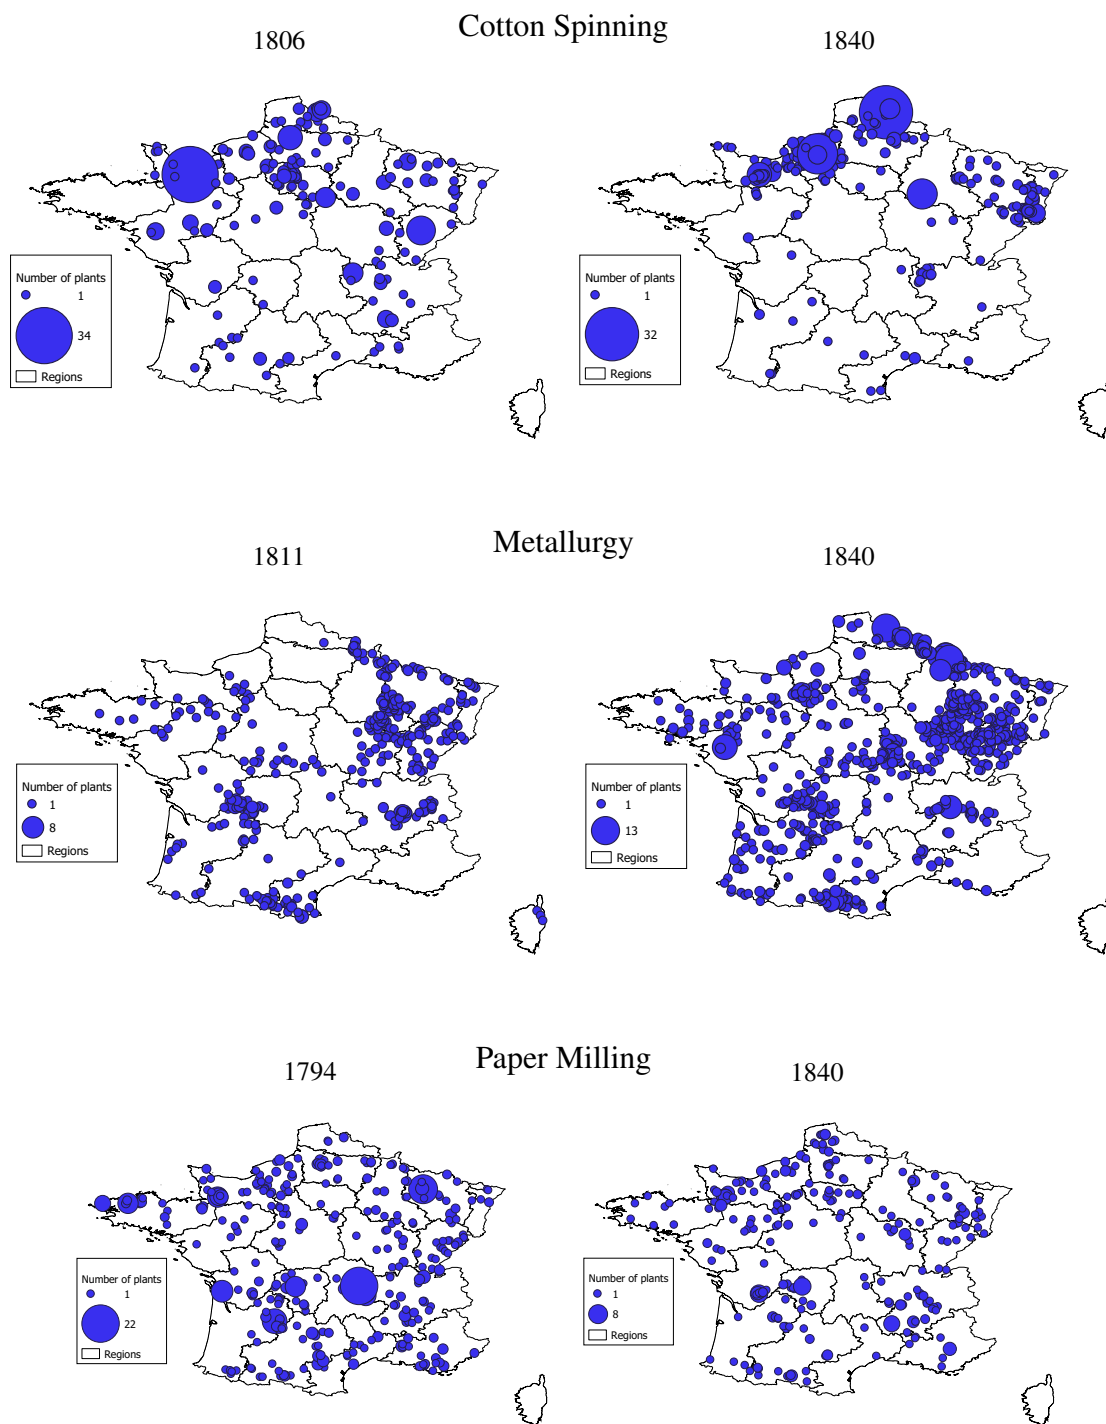 Cotton Spinning
1806
1840
Number of plants
1
34
Regions
Number of plants
1
32
Regions
Metallurgy
1811
1840
Number of plants
1
8
Regions
Number of plants
1
13
Regions
Paper Milling
1794
1840
Number of plants
1
22
Regions
Number of plants
1
8
Regions